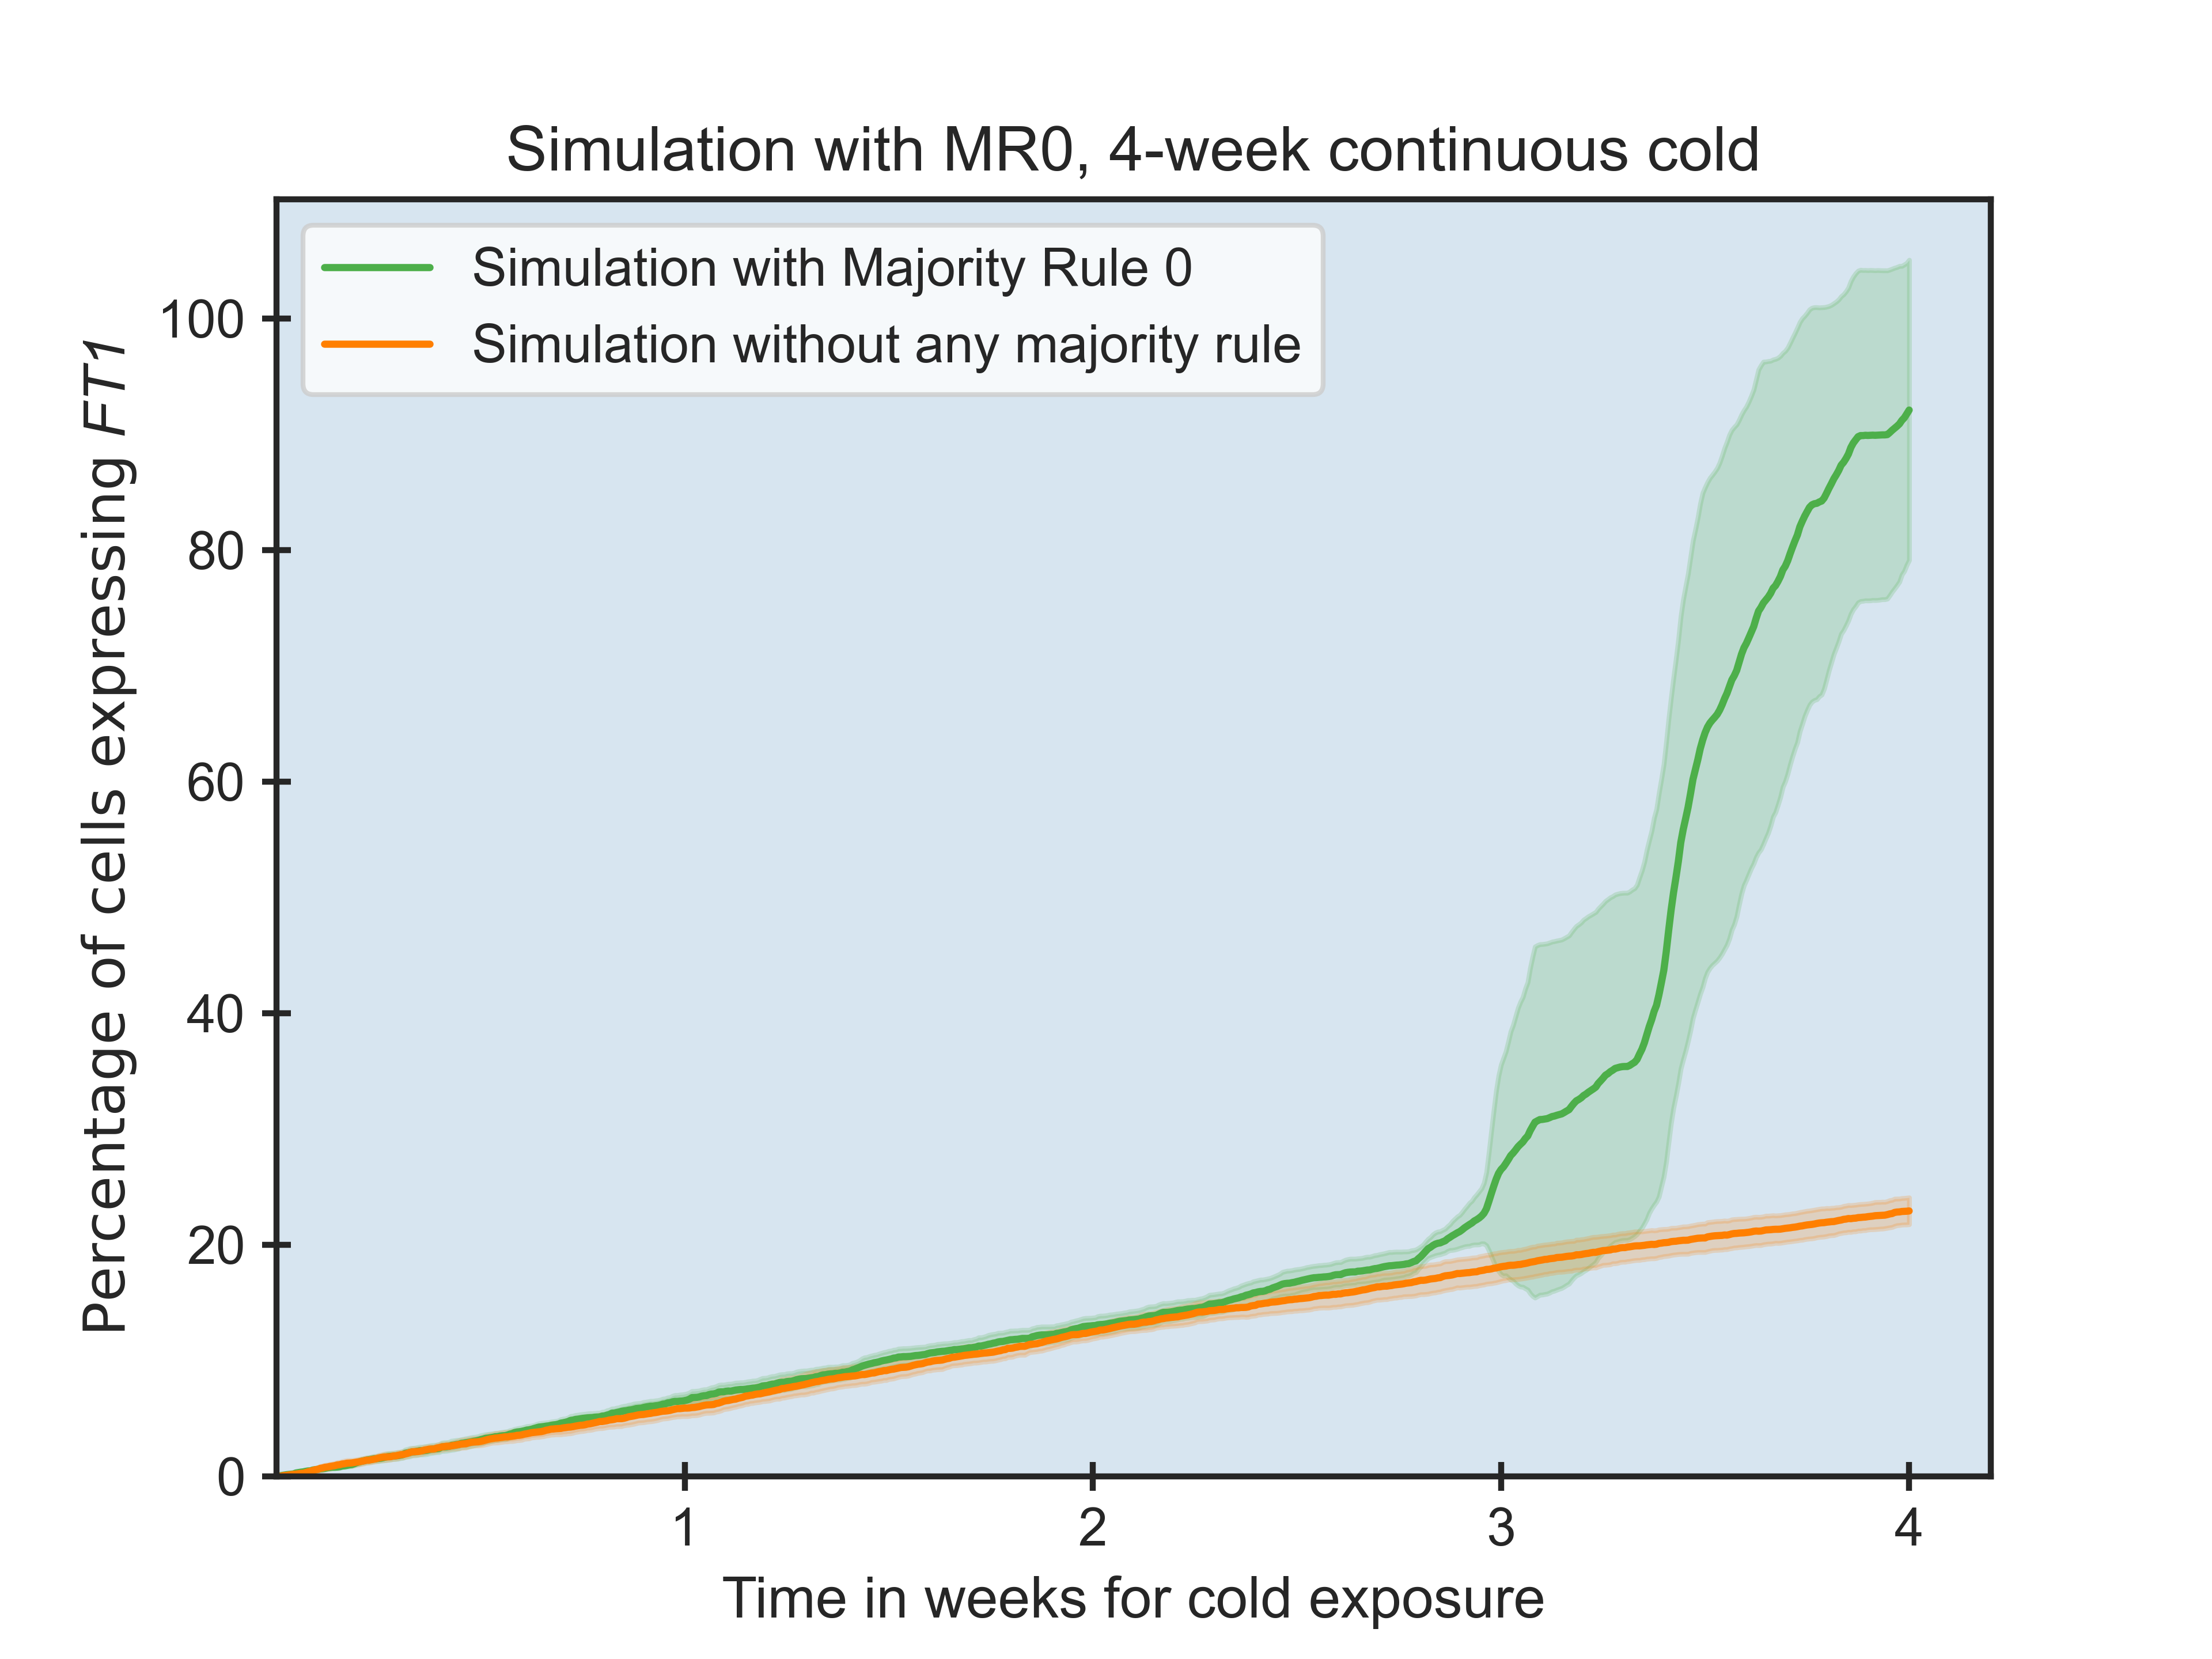 Simulation with MR0, 4-week continuous cold
Simulation with Majority Rule 0
Simulation without any majority rule
Percentage of cells expressing FT1
100
80
60
40
20
0
1 2 3 4
Time in weeks for cold exposure